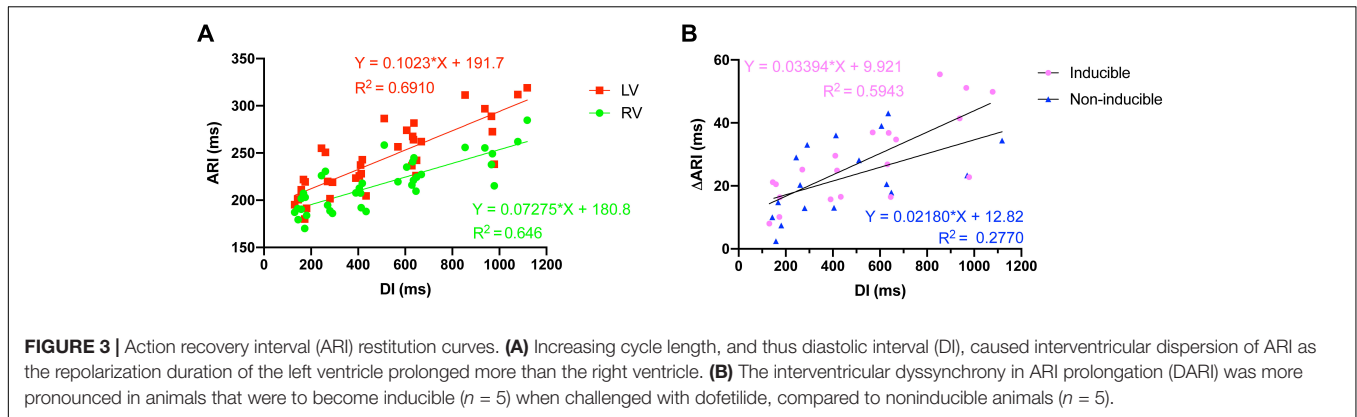 A
350
300
250
200
150
ARI (ms)
0 200 400 600 800 1000 1200
DI (ms)
Y = 0.1023*X + 191.7
R² = 0.6910
Y = 0.07275*X + 180.8
R² = 0.646
LV
RV
B
60
40
20
0
ΔARI (ms)
0 200 400 600 800 1000 1200
DI (ms)
Y = 0.03394*X + 9.921
R² = 0.5943
Y = 0.02180*X + 12.82
R² = 0.2770
Inducible
Non-inducible
FIGURE 3 | Action recovery interval (ARI) restitution curves. (A) Increasing cycle length, and thus diastolic interval (DI), caused interventricular dispersion of ARI as
the repolarization duration of the left ventricle prolonged more than the right ventricle. (B) The interventricular dyssynchrony in ARI prolongation (DARI) was more
pronounced in animals that were to become inducible (n = 5) when challenged with dofetilide, compared to noninducible animals (n = 5).